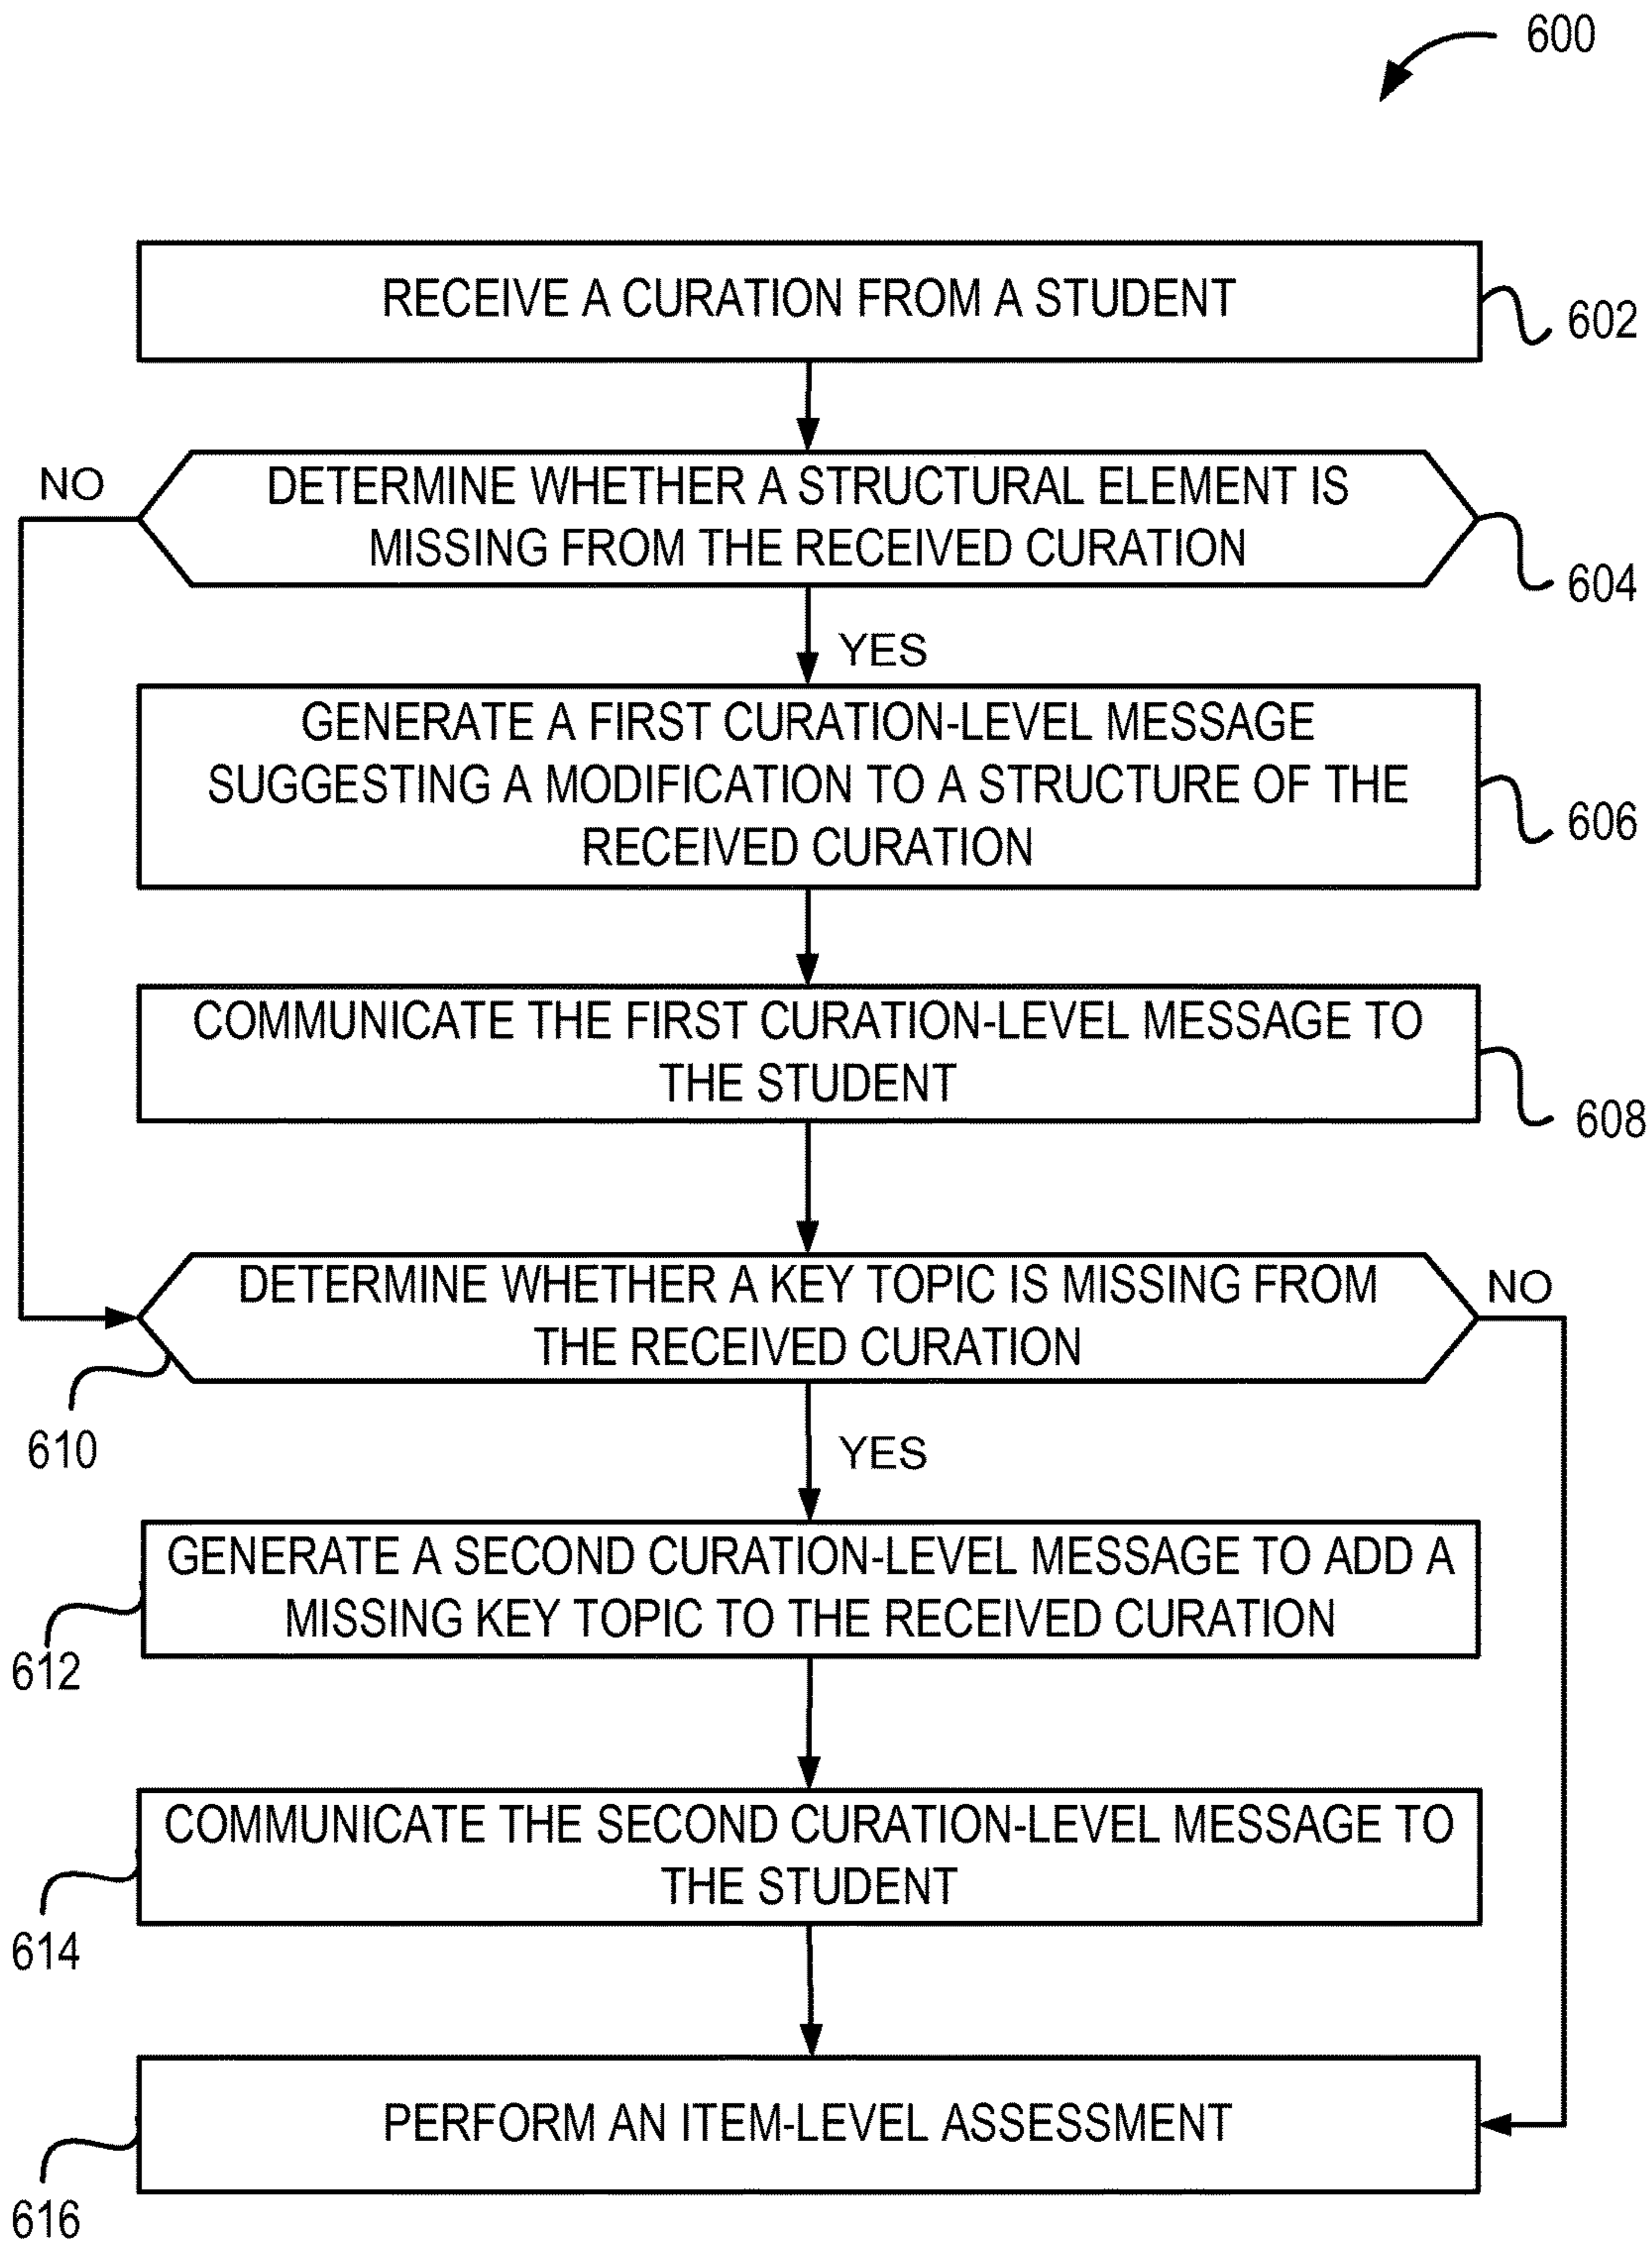 600
RECEIVE A CURATION FROM A STUDENT
602
NO
DETERMINE WHETHER A STRUCTURAL ELEMENT IS
MISSING FROM THE RECEIVED CURATION
604
YES
GENERATE A FIRST CURATION-LEVEL MESSAGE
SUGGESTING A MODIFICATION TO A STRUCTURE OF THE
RECEIVED CURATION
606
COMMUNICATE THE FIRST CURATION-LEVEL MESSAGE TO
THE STUDENT
608
DETERMINE WHETHER A KEY TOPIC IS MISSING FROM
THE RECEIVED CURATION
NO
610
YES
GENERATE A SECOND CURATION-LEVEL MESSAGE TO ADD A
MISSING KEY TOPIC TO THE RECEIVED CURATION
612
COMMUNICATE THE SECOND CURATION-LEVEL MESSAGE TO
THE STUDENT
614
PERFORM AN ITEM-LEVEL ASSESSMENT
616